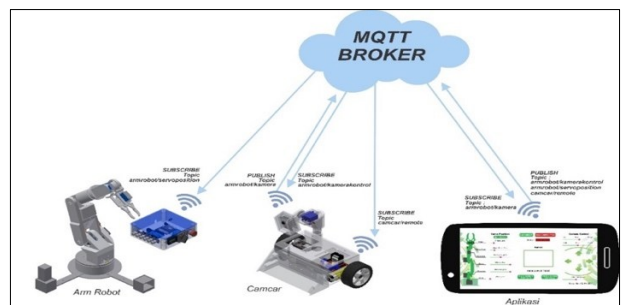 MQTT
BROKER
SUBSCRIBE
Topic
armrobot/servoposition
PUBLISH
Topic
armrobot/kamera
SUBSCRIBE
Topic
armrobot/kamerakontrol
SUBSCRIBE
Topic
camcar/remote
SUBSCRIBE
Topic
armrobot/kamera
PUBLISH
Topic :
armrobot/kamerakontrol
armrobot/servoposition
camcar/remote
Arm Robot
Camcar
Aplikasi